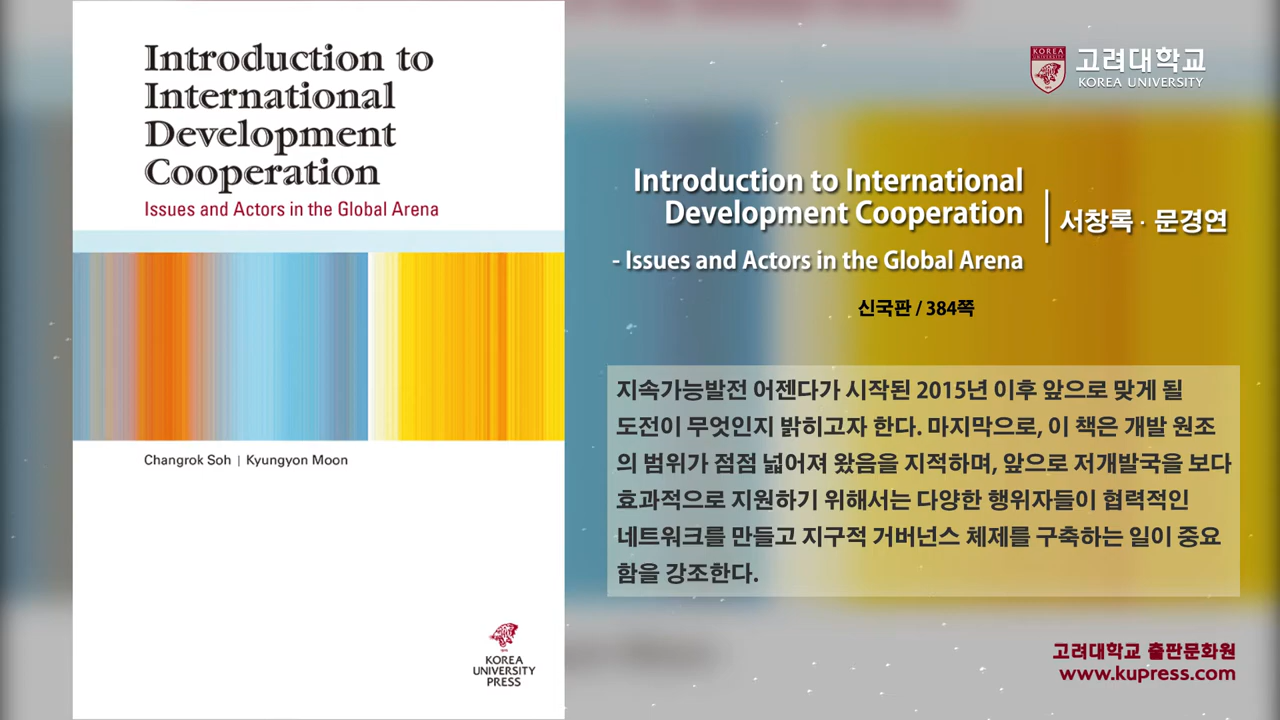 Introduction to
International
Development
Cooperation
Issues and Actors in the Global Arena
Changrok Soh | Kyungyon Moon
KOREA
UNIVERSITY
PRESS
KOREA
UNIVERSITY
고려대학교
KOREA UNIVERSITY
Introduction to International
Development Cooperation
- Issues and Actors in the Global Arena
서창록 · 문경연
신국판 / 384쪽
지속가능발전 어젠다가 시작된 2015년 이후 앞으로 맞게 될
도전이 무엇인지 밝히고자 한다. 마지막으로, 이 책은 개발 원조
의 범위가 점점 넓어져 왔음을 지적하며, 앞으로 저개발국을 보다
효과적으로 지원하기 위해서는 다양한 행위자들이 협력적인
네트워크를 만들고 지구적 거버넌스 체제를 구축하는 일이 중요
함을 강조한다.
고려대학교 출판문화원
www.kupress.com